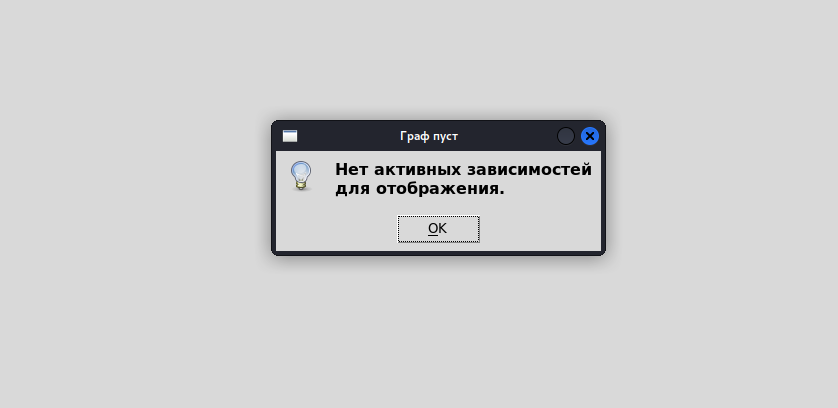 Граф пуст
Нет активных зависимостей
для отображения.
OK